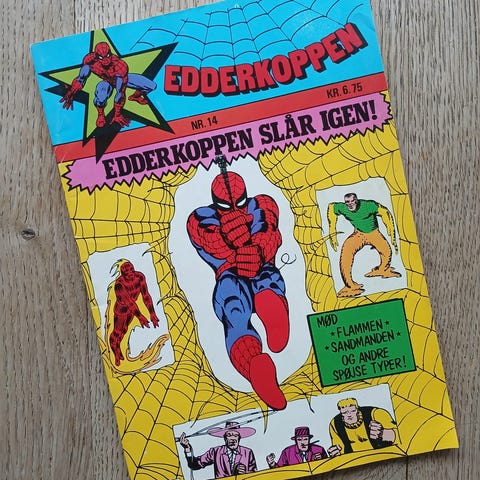 EDDERKOPPEN
NR. 14
KR. 6.75
EDDERKOPPEN SLÅR IGEN!
MØD
*FLAMMEN*
*SANDMANDEN*
OG ANDRE
SPØJSE TYPER!